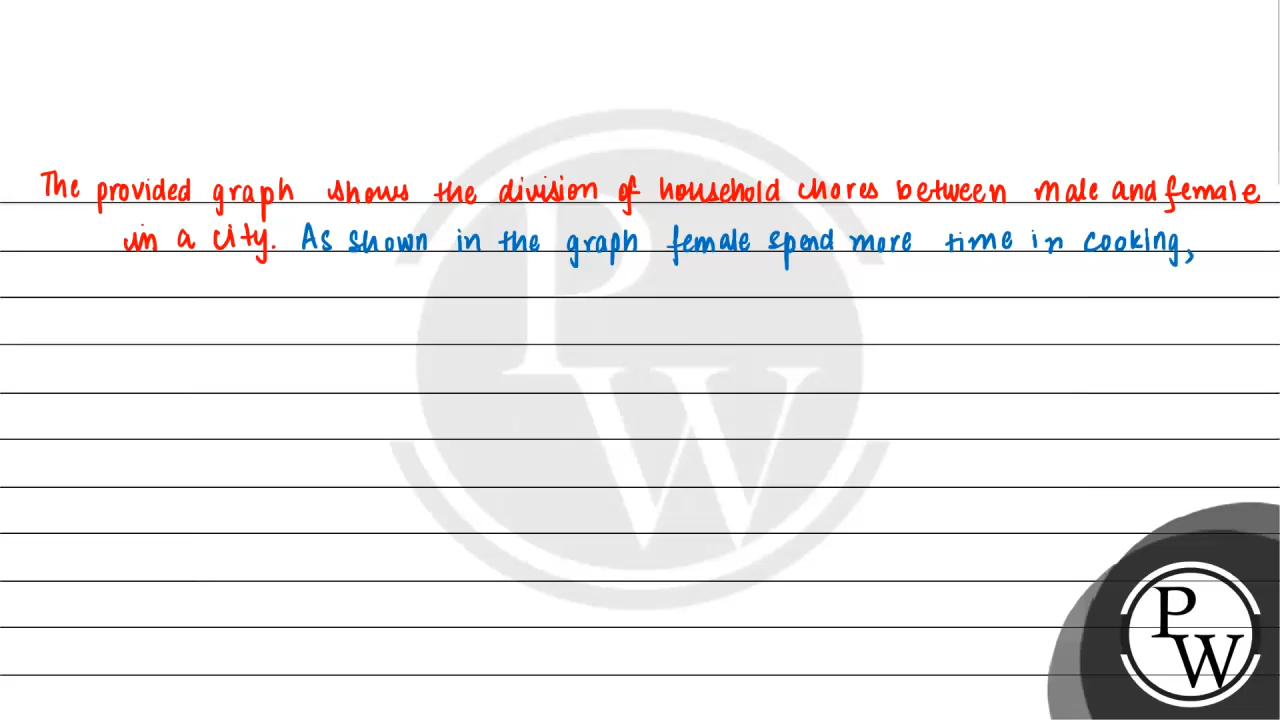 The provided graph shows the division of household chores between male and female
in a city. As shown in the graph female spend more time in cooking,
P
W
P
W